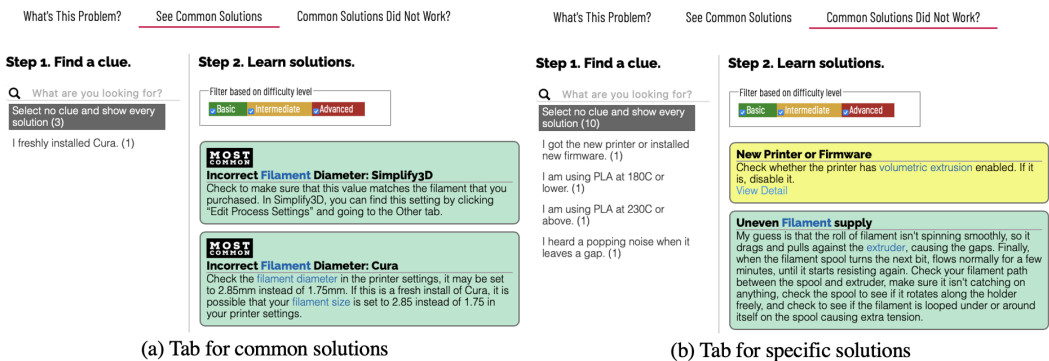 What's This Problem? See Common Solutions Common Solutions Did Not Work?
Step 1. Find a clue.
What are you looking for?
Select no clue and show every
solution (3)
I freshly installed Cura. (1)
Step 2. Learn solutions.
Filter based on difficulty level
Basic Intermediate Advanced
MOST
COMMON
Incorrect Filament Diameter: Simplify3D
Check to make sure that this value matches the filament that you
purchased. In Simplify3D, you can find this setting by clicking
"Edit Process Settings" and going to the Other tab.
MOST
COMMON
Incorrect Filament Diameter: Cura
Check the filament diameter in the printer settings, it may be set
to 2.85mm instead of 1.75mm. If this is a fresh install of Cura, it is
possible that your filament size is set to 2.85 instead of 1.75 in
your printer settings.
(a) Tab for common solutions
What's This Problem? See Common Solutions Common Solutions Did Not Work?
Step 1. Find a clue.
What are you looking for?
Select no clue and show every
solution (10)
I got the new printer or installed
new firmware. (1)
I am using PLA at 180C or
lower. (1)
I am using PLA at 230C or
above. (1)
I heard a popping noise when it
leaves a gap. (1)
Step 2. Learn solutions.
Filter based on difficulty level
Basic Intermediate Advanced
New Printer or Firmware
Check whether the printer has volumetric extrusion enabled. If it
is, disable it.
View Detail
Uneven Filament supply
My guess is that the roll of filament isn't spinning smoothly, so it
drags and pulls against the extruder, causing the gaps. Finally,
when the filament spool turns the next bit, flows normally for a few
minutes, until it starts resisting again. Check your filament path
between the spool and extruder, make sure it isn't catching on
anything, check the spool to see if it rotates along the holder
freely, and check to see if the filament is looped under or around
itself on the spool causing extra tension.
(b) Tab for specific solutions